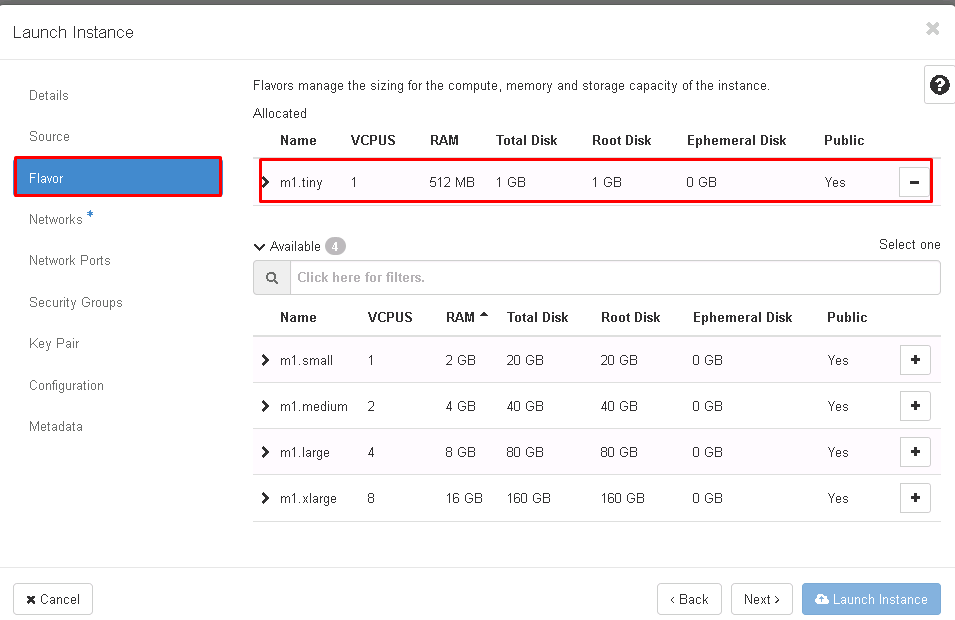 Launch Instance
Details
Source
Flavor
Networks *
Network Ports
Security Groups
Key Pair
Configuration
Metadata
Flavors manage the sizing for the compute, memory and storage capacity of the instance.
Allocated
Name VCPUS RAM Total Disk Root Disk Ephemeral Disk Public
m1.tiny 1 512 MB 1 GB 1 GB 0 GB Yes
Available 4 Select one
Click here for filters.
Name VCPUS RAM Total Disk Root Disk Ephemeral Disk Public
m1.small 1 2 GB 20 GB 20 GB 0 GB Yes
m1.medium 2 4 GB 40 GB 40 GB 0 GB Yes
m1.large 4 8 GB 80 GB 80 GB 0 GB Yes
m1.xlarge 8 16 GB 160 GB 160 GB 0 GB Yes
Cancel ‹ Back Next › Launch Instance